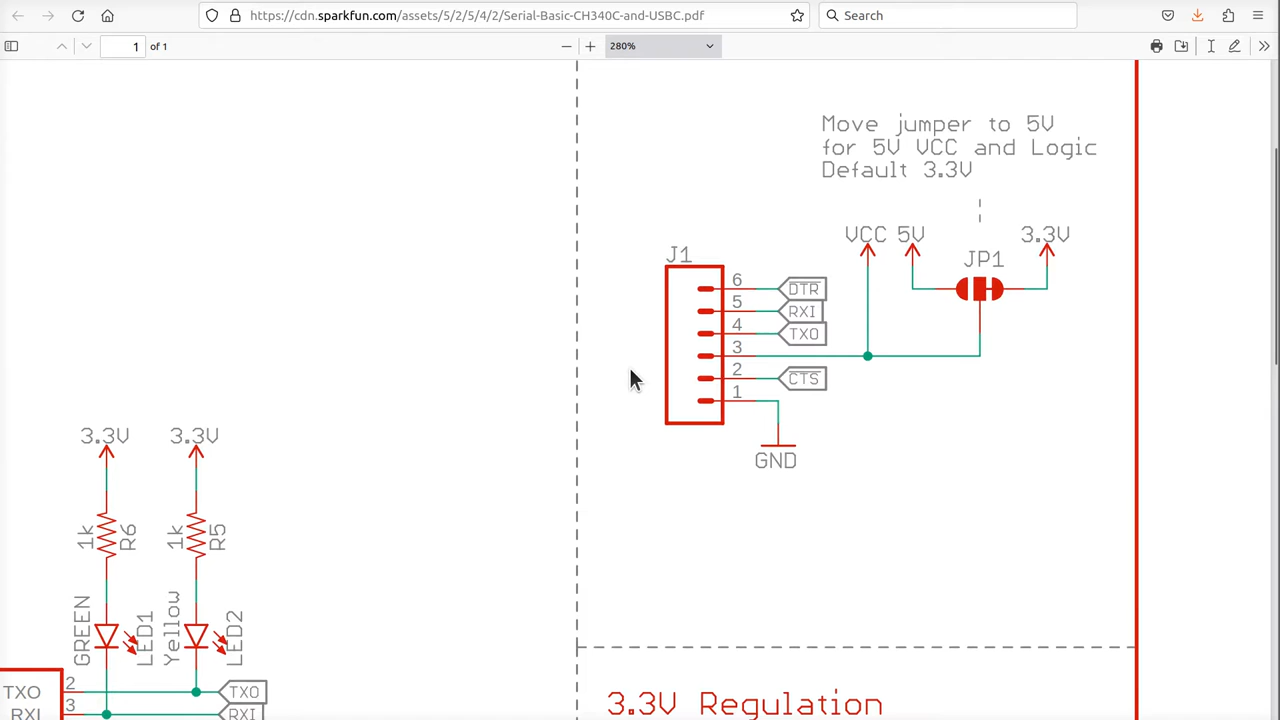 https://cdn.sparkfun.com/assets/5/2/5/4/2/Serial-Basic-CH340C-and-USBC.pdf
Search
1 of 1
280%
Move jumper to 5V
for 5V VCC and Logic
Default 3.3V
VCC 5V 3.3V
J1
JP1
6 DTR
5 RXI
4 TXO
3
2 CTS
1
GND
3.3V 3.3V
1k R6 1k R5
GREEN LED1 Yellow LED2
TXO 2 TXO
RXI 3 RXI
3.3V Regulation